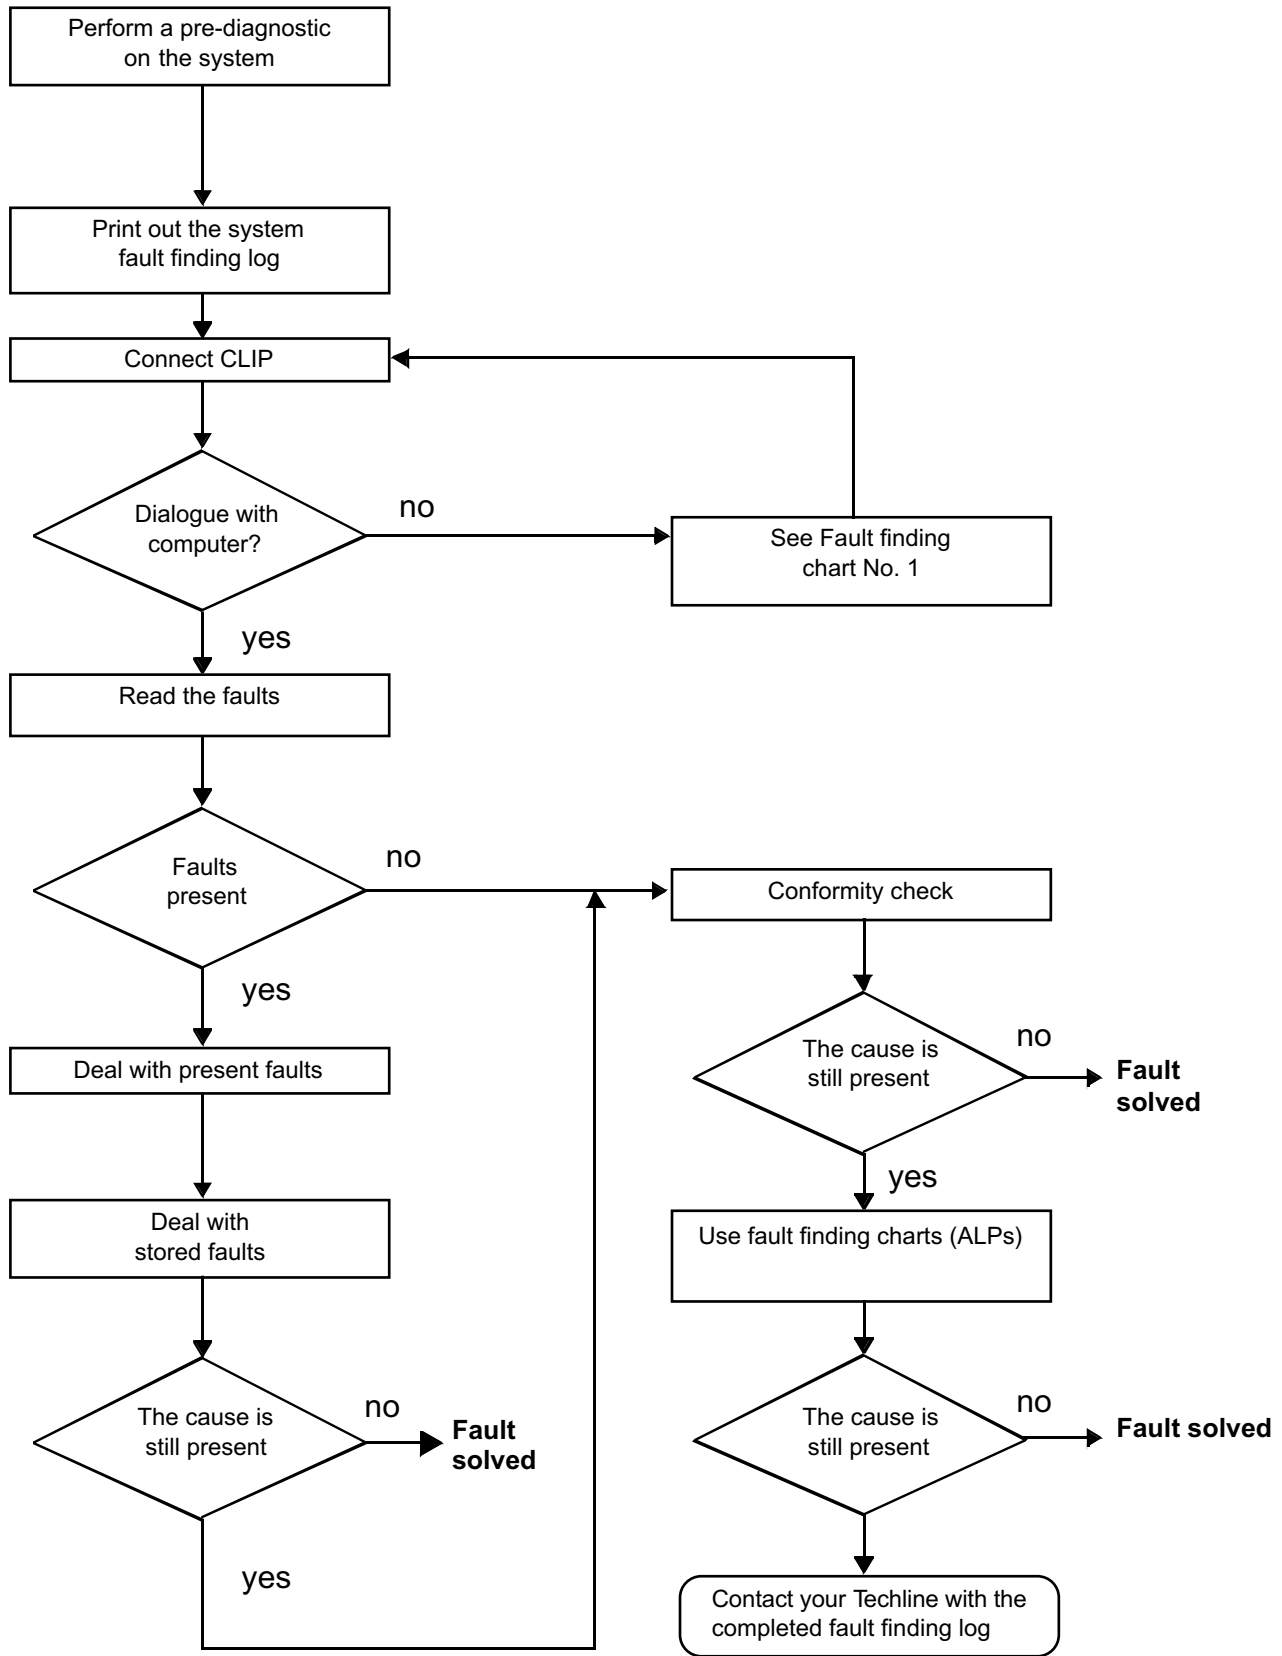 Perform a pre-diagnostic
on the system
Print out the system
fault finding log
Connect CLIP
Dialogue with
computer?
no
See Fault finding
chart No. 1
yes
Read the faults
Faults
present
no
Conformity check
yes
Deal with present faults
The cause is
still present
no
Fault
solved
yes
Deal with
stored faults
Use fault finding charts (ALPs)
The cause is
still present
no
Fault
solved
The cause is
still present
no
Fault solved
yes
Contact your Techline with the
completed fault finding log